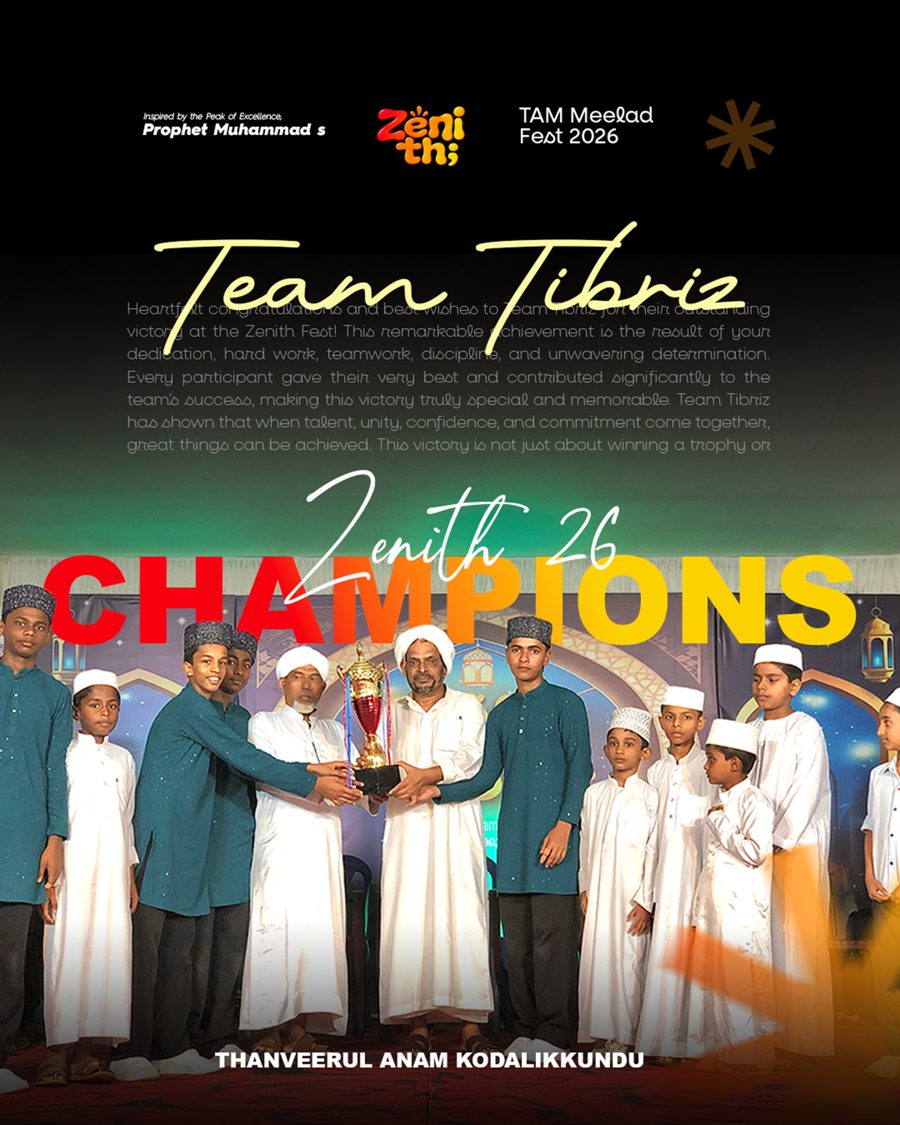 Inspired by the Peak of Excellence,
Prophet Muhammad s
Zeni
th;
TAM Meelad
Fest 2026
Team Tibriz
Heartfelt congratulations and best wishes to Team Tibriz for their outstanding
victory at the Zenith Fest! This remarkable achievement is the result of your
dedication, hard work, teamwork, discipline, and unwavering determination.
Every participant gave their very best and contributed significantly to the
team's success, making this victory truly special and memorable. Team Tibriz
has shown that when talent, unity, confidence, and commitment come together,
great things can be achieved. This victory is not just about winning a trophy or
Zenith 26
CHAMPIONS
THANVEERUL ANAM KODALIKKUNDU